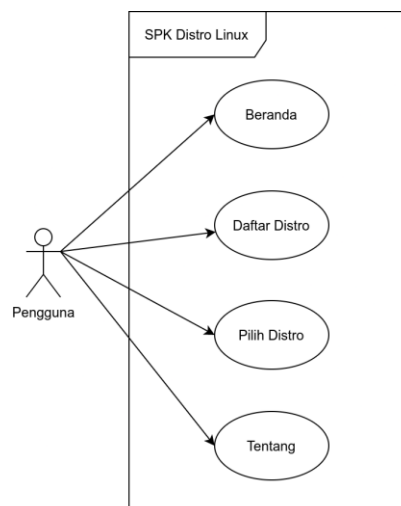 SPK Distro Linux
Beranda
Daftar Distro
Pilih Distro
Pengguna
Tentang